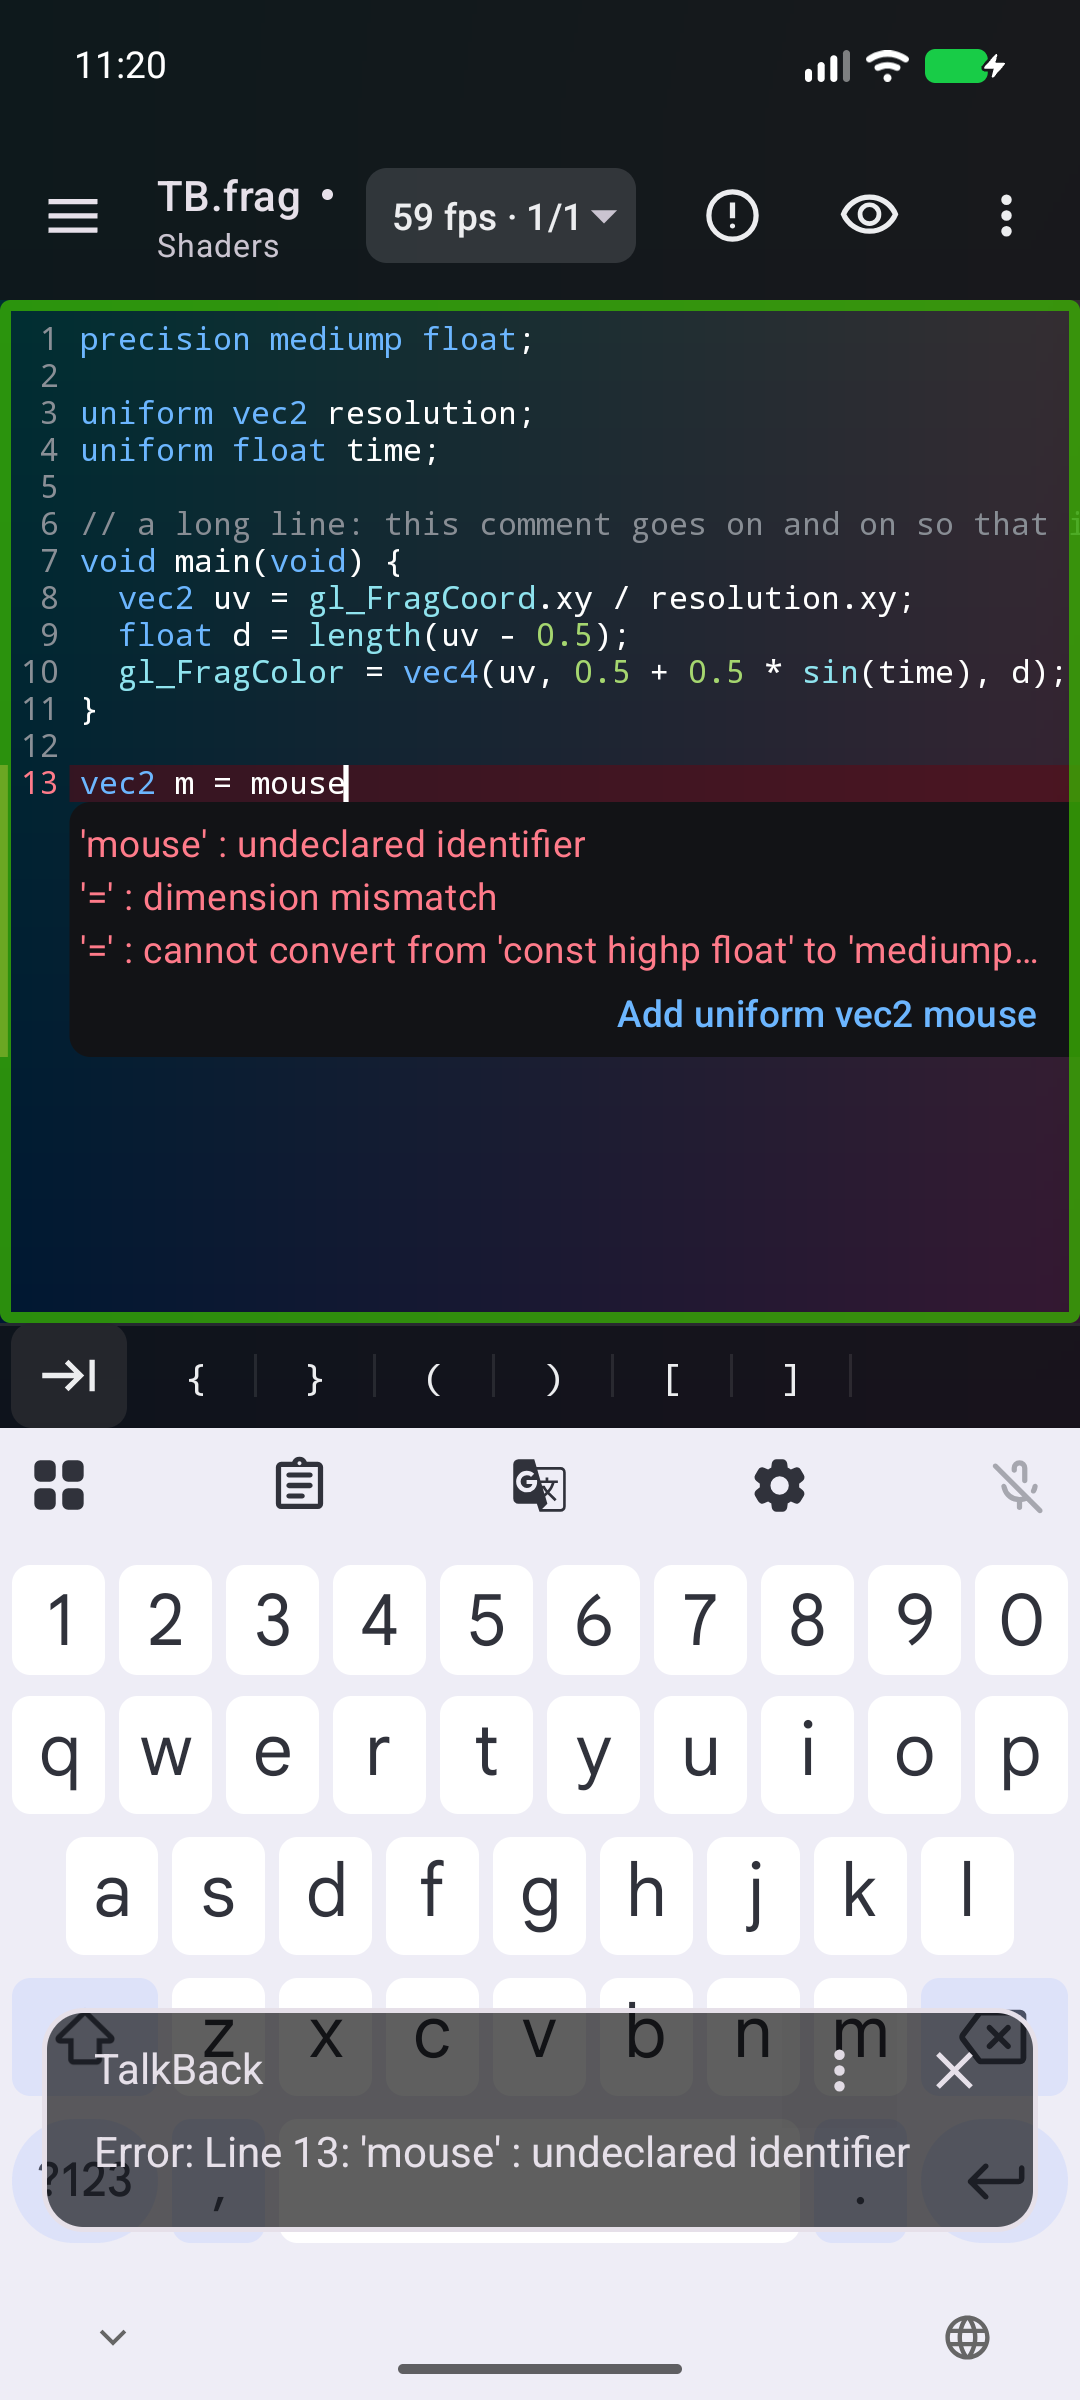 11:20
TB.frag •
Shaders
59 fps · 1/1
1 precision mediump float;
2
3 uniform vec2 resolution;
4 uniform float time;
5
6 // a long line: this comment goes on and on so that i
7 void main(void) {
8   vec2 uv = gl_FragCoord.xy / resolution.xy;
9   float d = length(uv - 0.5);
10   gl_FragColor = vec4(uv, 0.5 + 0.5 * sin(time), d);
11 }
12
13 vec2 m = mouse
'mouse' : undeclared identifier
'=' : dimension mismatch
'=' : cannot convert from 'const highp float' to 'mediump...
Add uniform vec2 mouse
{ } ( ) [ ]
1 2 3 4 5 6 7 8 9 0
q w e r t y u i o p
a s d f g h j k l
z x c v b n m
TalkBack
Error: Line 13: 'mouse' : undeclared identifier
?123 , .